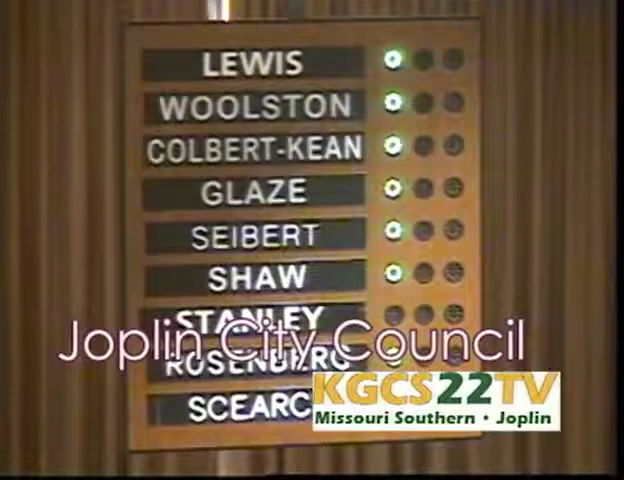 LEWIS
WOOLSTON
COLBERT-KEAN
GLAZE
SEIBERT
SHAW
STANLEY
Joplin City Council
ROSENBERG
KGCS22TV
SCEARC
Missouri Southern • Joplin